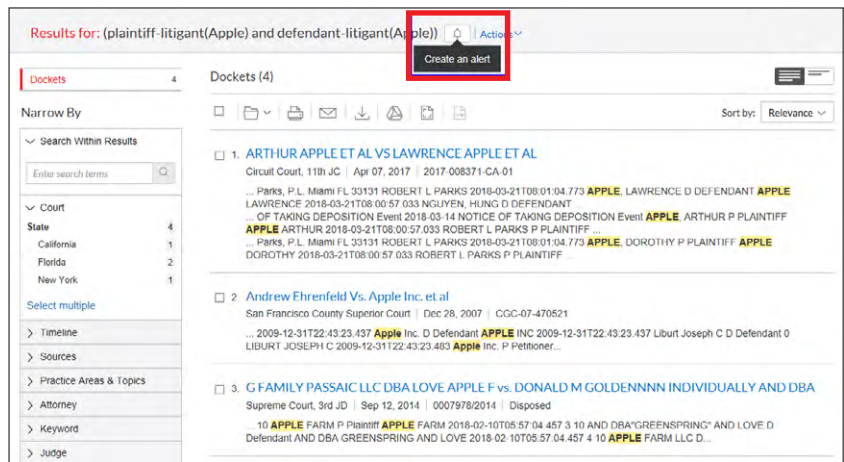 Results for: (plaintiff-litigant(Apple) and defendant-litigant(Apple)) Actions
Create an alert
Dockets 4
Dockets (4)
Narrow By
Sort by: Relevance
Search Within Results
Enter search terms
1. ARTHUR APPLE ET AL VS LAWRENCE APPLE ET AL
Circuit Court, 11th JC | Apr 07, 2017 | 2017-008371-CA-01
... Parks, P.L. Miami FL 33131 ROBERT L PARKS 2018-03-21T08:01:04.773 APPLE, LAWRENCE D DEFENDANT APPLE
LAWRENCE 2018-03-21T08:00:57 033 NGUYEN, HUNG D DEFENDANT ...
... OF TAKING DEPOSITION Event 2018-03-14 NOTICE OF TAKING DEPOSITION Event APPLE, ARTHUR P PLAINTIFF
APPLE ARTHUR 2018-03-21T08:00:57.033 ROBERT L PARKS P PLAINTIFF ...
... Parks, P.L. Miami FL 33131 ROBERT L PARKS 2018-03-21T08:01:04.773 APPLE, DOROTHY P PLAINTIFF APPLE
DOROTHY 2018-03-21T08:00:57 033 ROBERT L PARKS P PLAINTIFF ...
Court
State 4
California 1
Florida 2
New York 1
Select multiple
Timeline
Sources
Practice Areas & Topics
Attorney
Keyword
Judge
2 Andrew Ehrenfeld Vs. Apple Inc. et al
San Francisco County Superior Court | Dec 28, 2007 | CGC-07-470521
... 2009-12-31T22:43:23.437 Apple Inc. D Defendant APPLE INC 2009-12-31T22:43:23.437 Liburt Joseph C D Defendant 0
LIBURT JOSEPH C 2009-12-31T22:43:23.483 Apple Inc. P Petitioner...
3. G FAMILY PASSAIC LLC DBA LOVE APPLE F vs. DONALD M GOLDENNNN INDIVIDUALLY AND DBA
Supreme Court, 3rd JD | Sep 12, 2014 | 0007978/2014 | Disposed
... 10 APPLE FARM P Plaintiff APPLE FARM 2018-02-10T05:57:04.457 3 10 AND DBA"GREENSPRING" AND LOVE D
Defendant AND DBA GREENSPRING AND LOVE 2018-02-10T05:57:04.457 4 10 APPLE FARM LLC D...